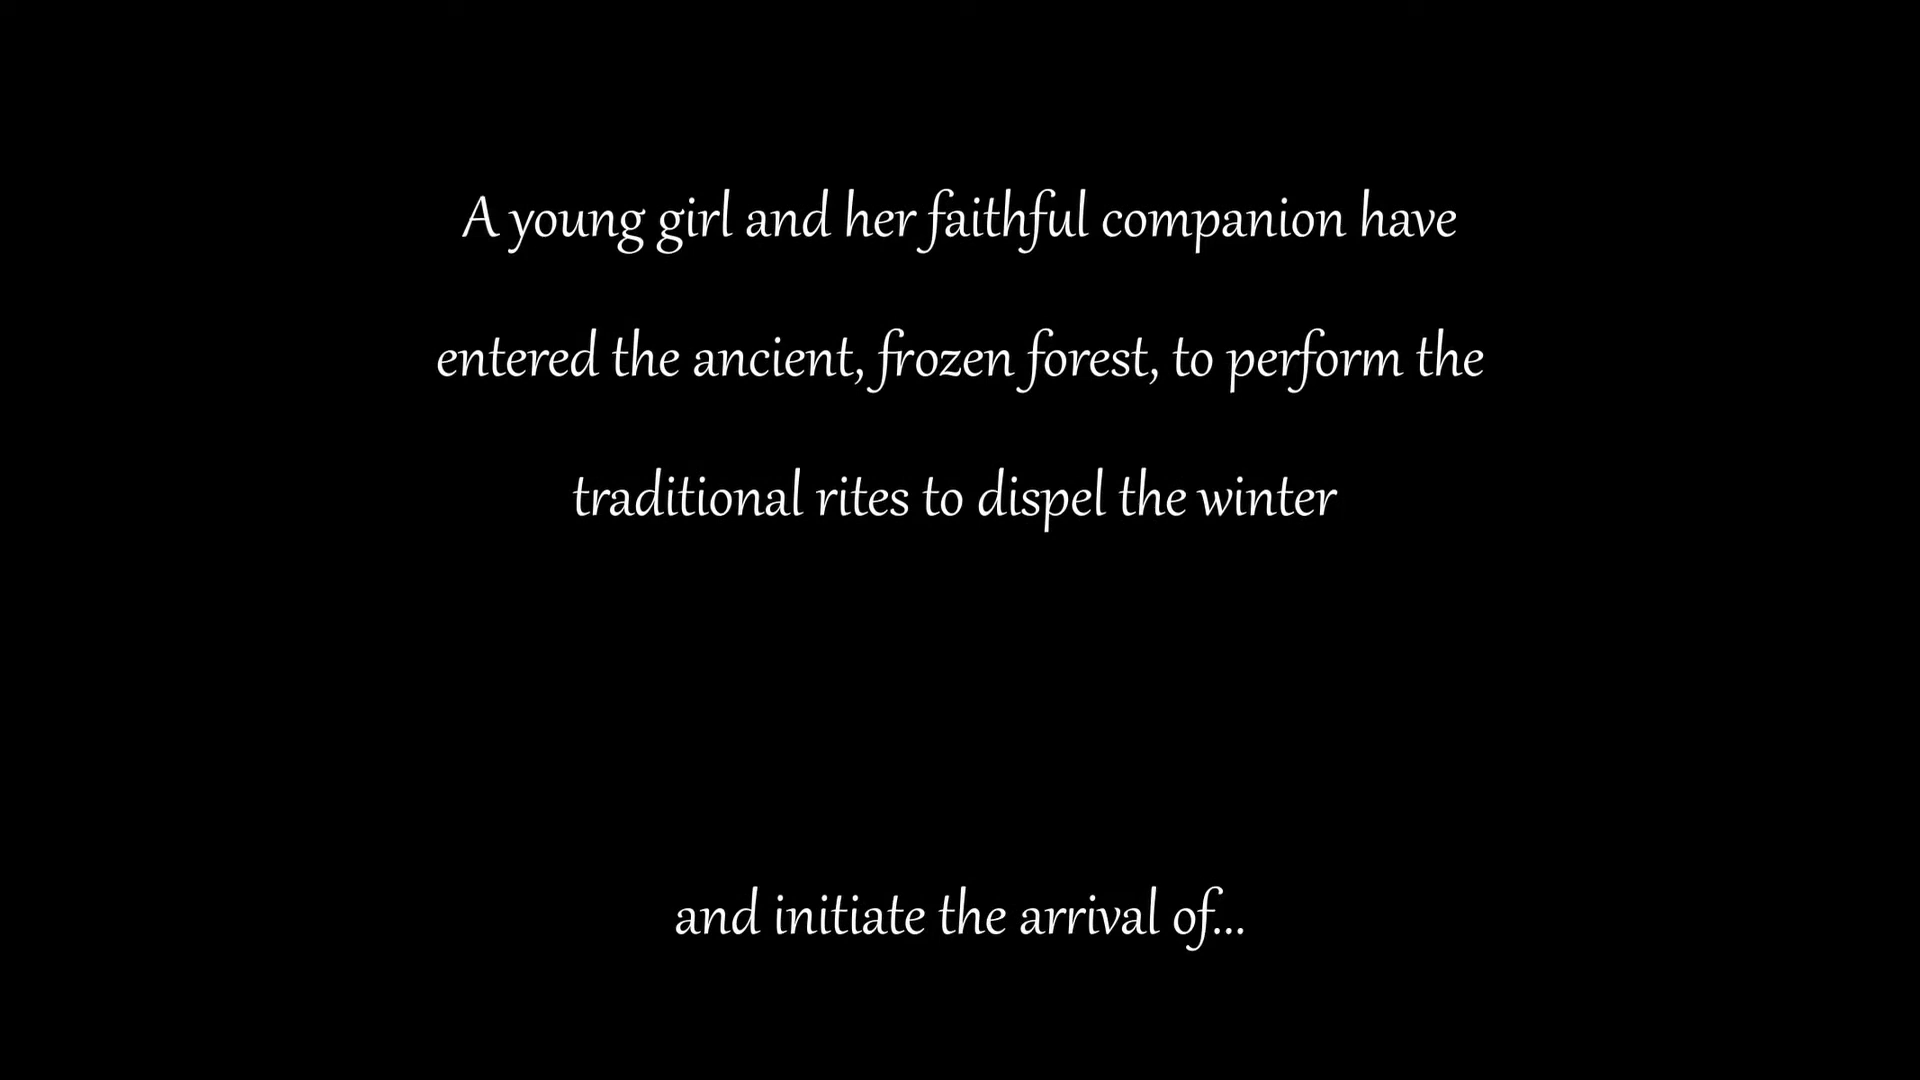 A young girl and her faithful companion have
entered the ancient, frozen forest, to perform the
traditional rites to dispel the winter
and initiate the arrival of...